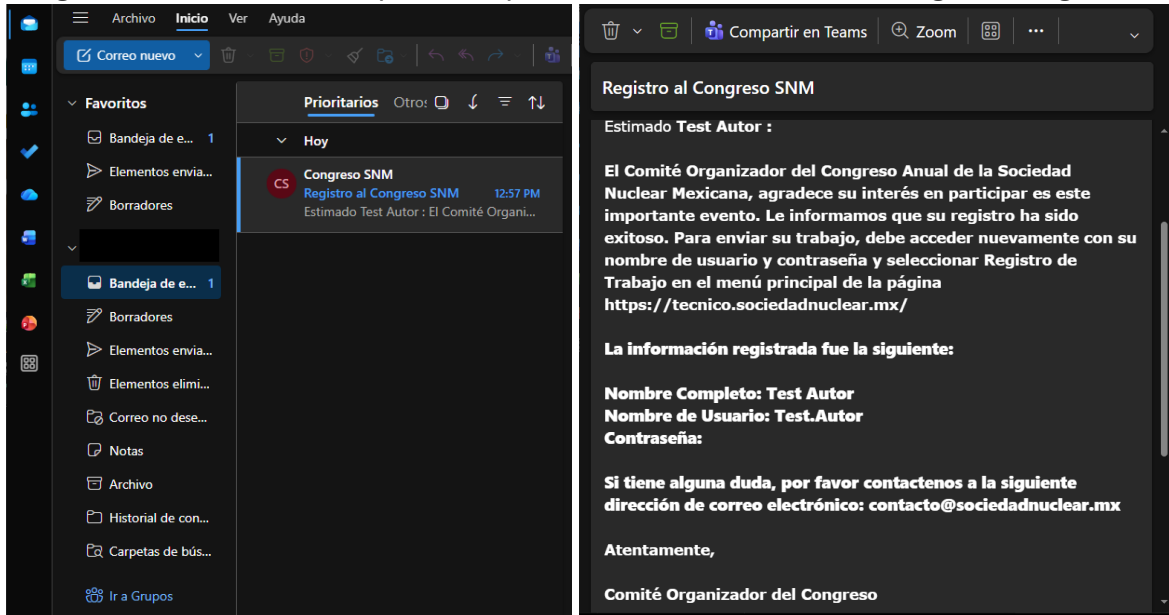 Archivo Inicio Ver Ayuda
Correo nuevo
Favoritos
Bandeja de e... 1
Elementos envia...
Borradores
Bandeja de e... 1
Borradores
Elementos envia...
Elementos elimi...
Correo no dese...
Notas
Archivo
Historial de con...
Carpetas de bús...
Ir a Grupos
Prioritarios Otros
Hoy
CS
Congreso SNM
Registro al Congreso SNM 12:57 PM
Estimado Test Autor : El Comité Organi...
Compartir en Teams Zoom
Registro al Congreso SNM
Estimado Test Autor :
El Comité Organizador del Congreso Anual de la Sociedad
Nuclear Mexicana, agradece su interés en participar es este
importante evento. Le informamos que su registro ha sido
exitoso. Para enviar su trabajo, debe acceder nuevamente con su
nombre de usuario y contraseña y seleccionar Registro de
Trabajo en el menú principal de la página
https://tecnico.sociedadnuclear.mx/
La información registrada fue la siguiente:
Nombre Completo: Test Autor
Nombre de Usuario: Test.Autor
Contraseña:
Si tiene alguna duda, por favor contactenos a la siguiente
dirección de correo electrónico: contacto@sociedadnuclear.mx
Atentamente,
Comité Organizador del Congreso